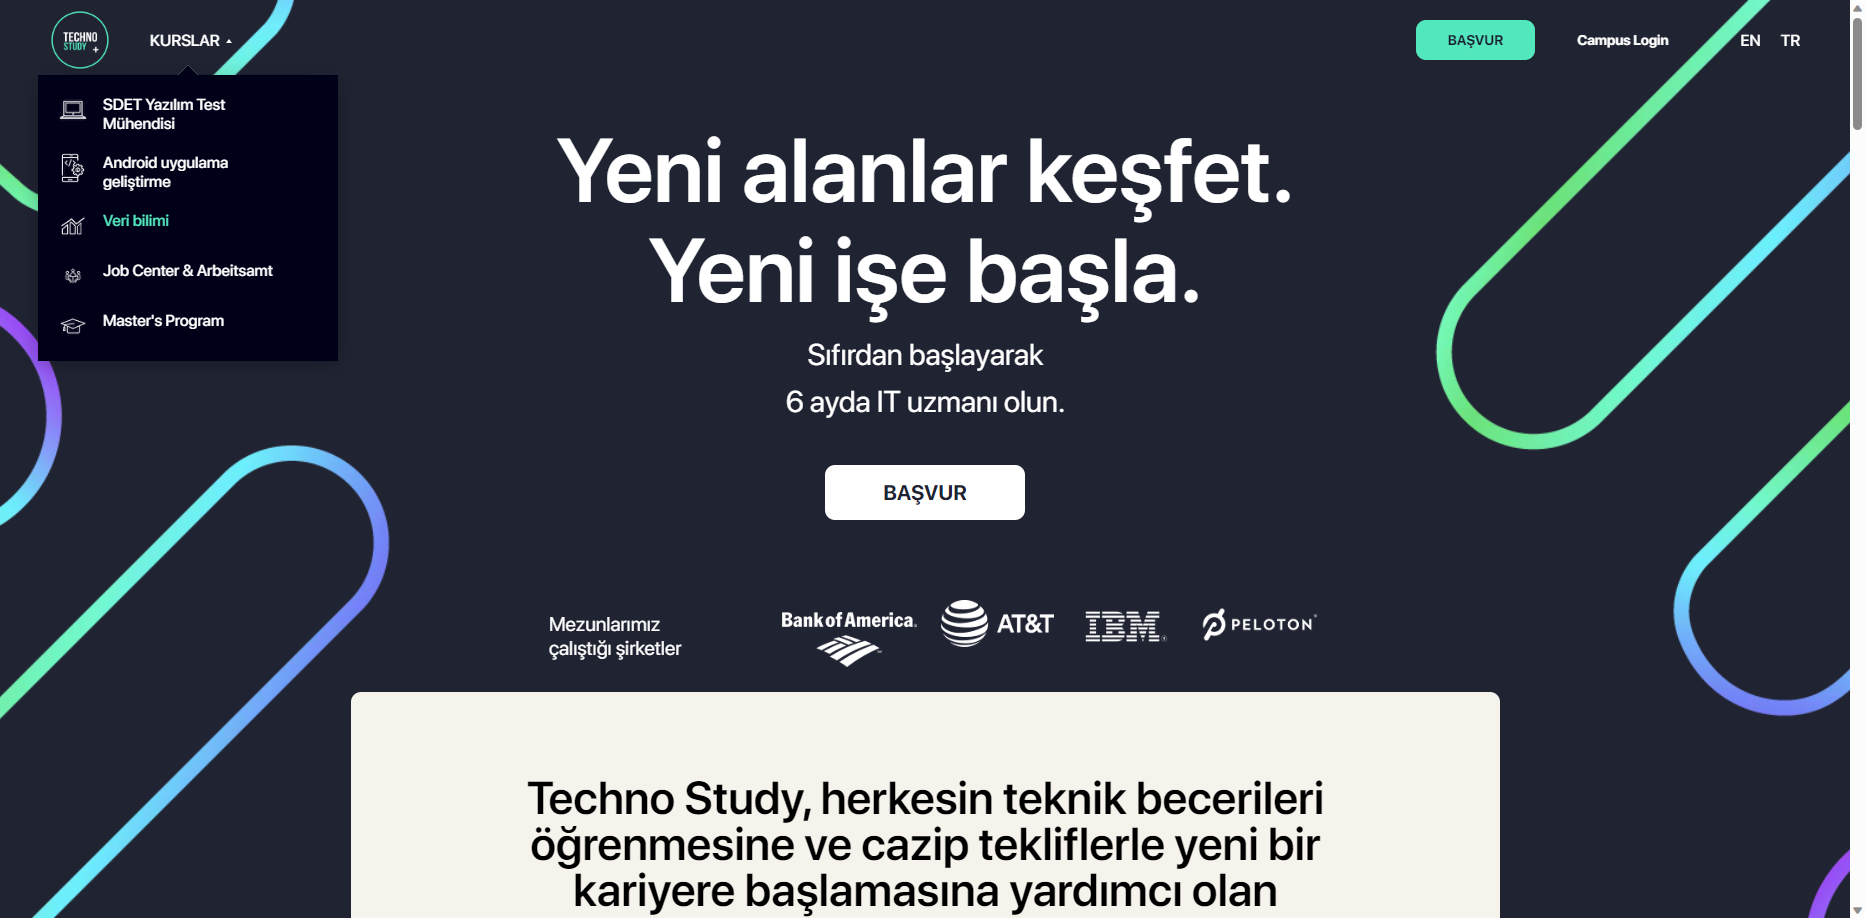 TECHNO
STUDY
KURSLAR
BAŞVUR
Campus Login
EN
TR
SDET Yazılım Test
Mühendisi
Android uygulama
geliştirme
Veri bilimi
Job Center & Arbeitsamt
Master's Program
Yeni alanlar keşfet.
Yeni işe başla.
Sıfırdan başlayarak
6 ayda IT uzmanı olun.
BAŞVUR
Mezunlarımız
çalıştığı şirketler
Bank of America.
AT&T
IBM
PELOTON
Techno Study, herkesin teknik becerileri
öğrenmesine ve cazip tekliflerle yeni bir
kariyere başlamasına yardımcı olan